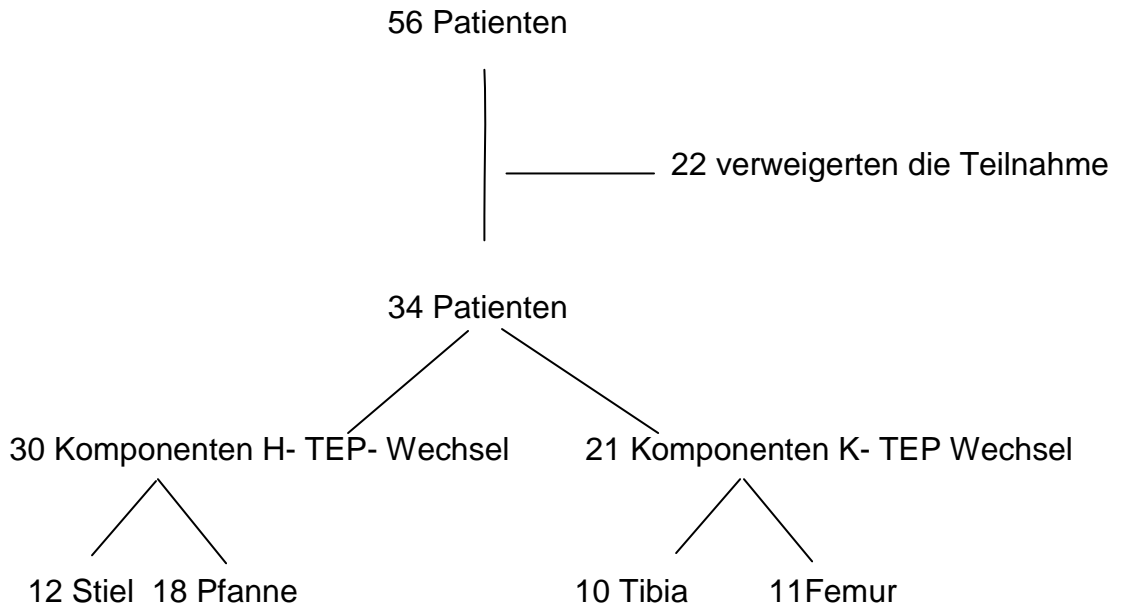 56 Patienten
22 verweigerten die Teilnahme
34 Patienten
30 Komponenten H- TEP- Wechsel
21 Komponenten K- TEP Wechsel
12 Stiel 18 Pfanne
10 Tibia
11Femur